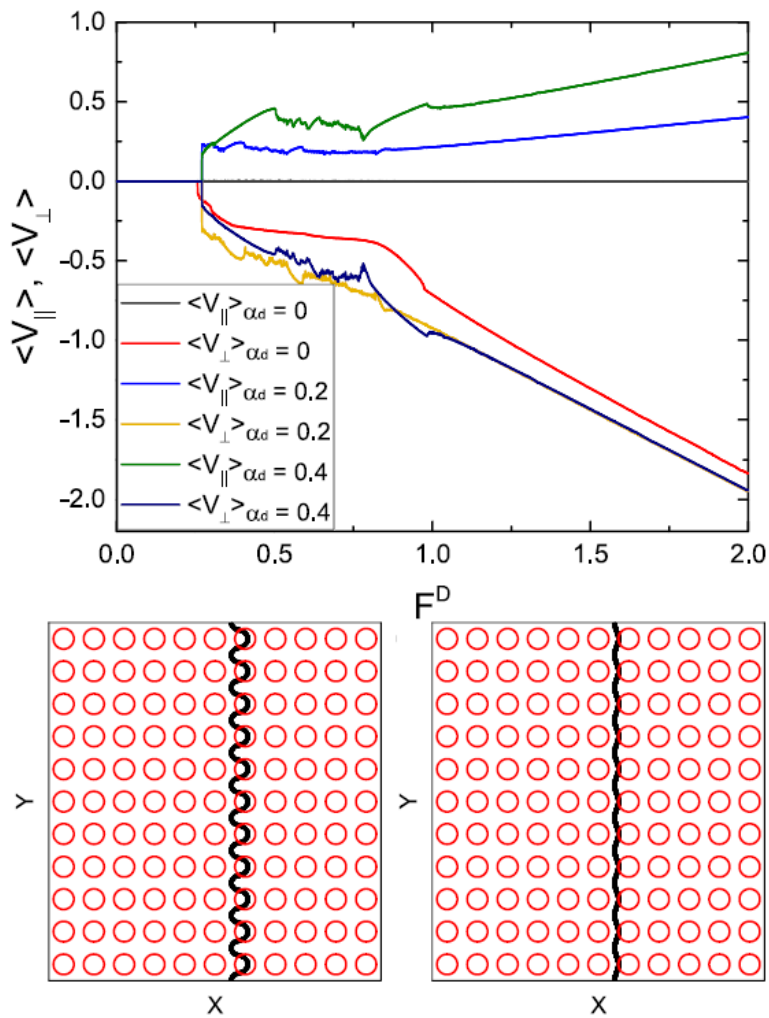 <V∥>, <V⊥>
1.0
0.5
0.0
-0.5
-1.0
-1.5
-2.0
<V∥>αd = 0
<V⊥>αd = 0
<V∥>αd = 0.2
<V⊥>αd = 0.2
<V∥>αd = 0.4
<V⊥>αd = 0.4
0.0 0.5 1.0 1.5 2.0
F^D
Y Y
X X